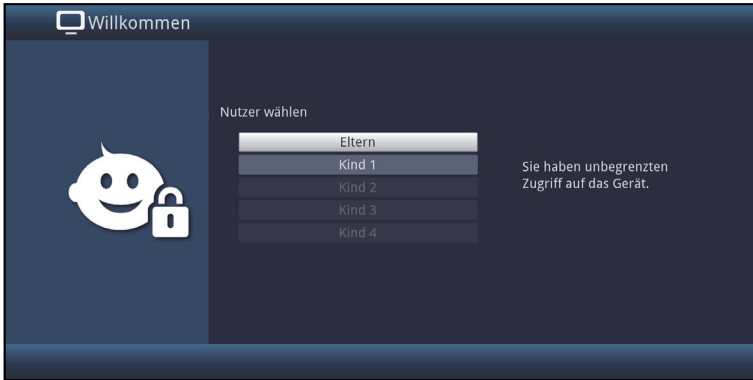 Willkommen
Nutzer wählen
Eltern
Kind 1
Kind 2
Kind 3
Kind 4
Sie haben unbegrenzten
Zugriff auf das Gerät.